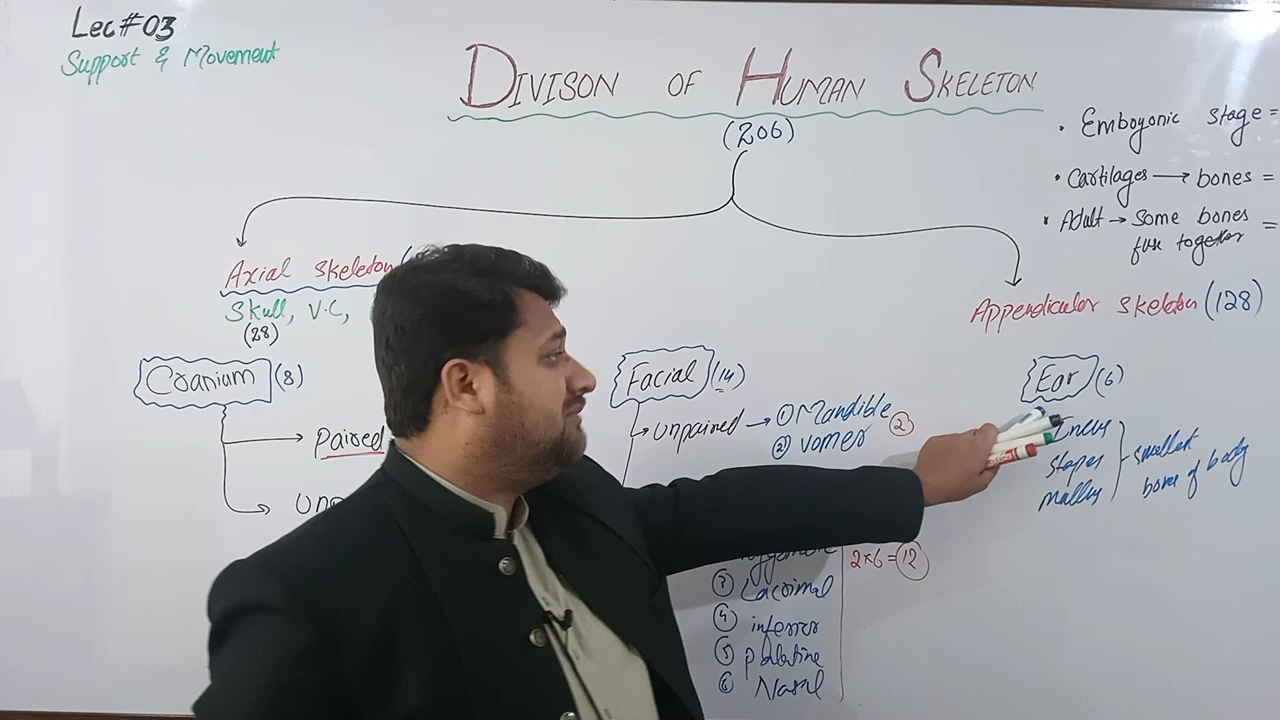 Lec#03
Support & Movement
DIVISON OF HUMAN SKELETON
(206)
• Emboyonic stage =
• Cartilages → bones =
• Adult → Some bones =
fuse together
Axial skeleton (
Skull, V.C,
(28)
Appendicular skeleton (128)
Cranium (8)
paired
Facial (14)
unpaired → ① Mandible
② vomer ②
2×6=12
③ Lacrimal
④ inferior
⑤ palatine
⑥ Nasal
Ear (6)
stapes
smallest
bones of body